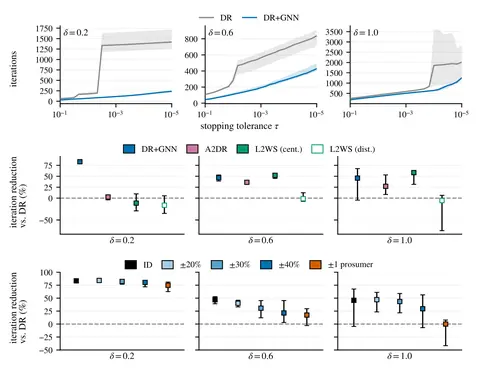 DR DR+GNN
δ = 0.2 δ = 0.6 δ = 1.0
iterations
1750
1500
1250
1000
750
500
250
0
800
600
400
200
0
3500
3000
2500
2000
1500
1000
500
10⁻¹ 10⁻³ 10⁻⁵ 10⁻¹ 10⁻³ 10⁻⁵ 10⁻¹ 10⁻³ 10⁻⁵
stopping tolerance τ
DR+GNN A2DR L2WS (cent.) L2WS (dist.)
iteration reduction
vs. DR (%)
75
50
25
0
−50
δ = 0.2 δ = 0.6 δ = 1.0
ID ±20% ±30% ±40% ±1 prosumer
iteration reduction
vs. DR (%)
100
75
50
25
0
−25
−50
δ = 0.2 δ = 0.6 δ = 1.0